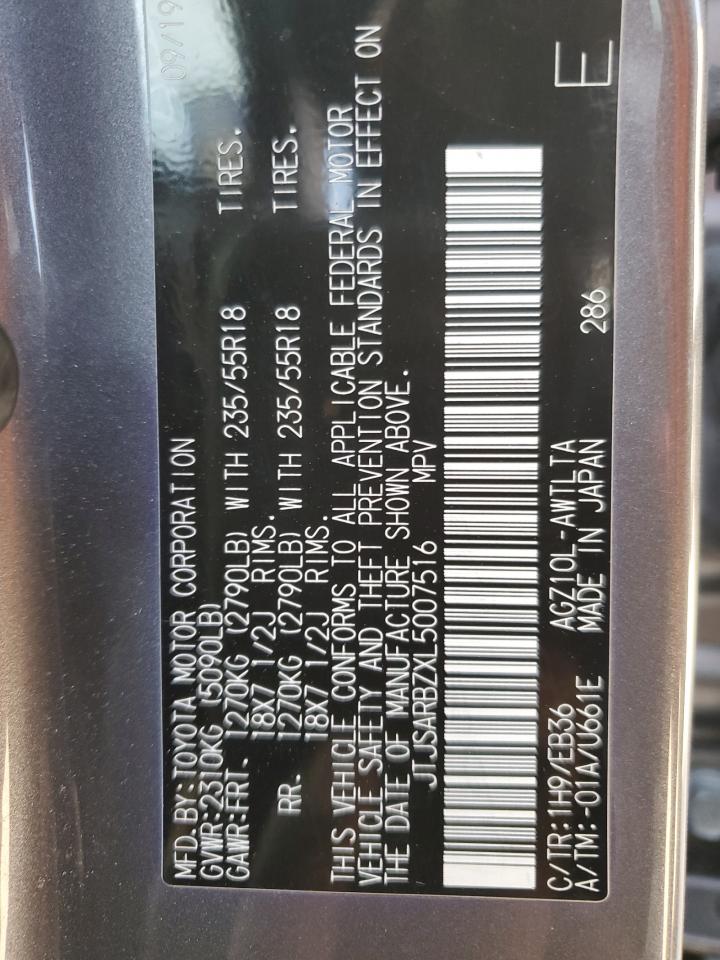 MFD.BY:TOYOTA MOTOR CORPORATION 09/19
GVWR:2310KG (5090LB)
GAWR:FRT. 1270KG (2790LB) WITH 235/55R18 TIRES.
18X7 1/2J RIMS.
RR. 1270KG (2790LB) WITH 235/55R18 TIRES.
18X7 1/2J RIMS.
THIS VEHICLE CONFORMS TO ALL APPLICABLE FEDERAL MOTOR
VEHICLE SAFETY AND THEFT PREVENTION STANDARDS IN EFFECT ON
THE DATE OF MANUFACTURE SHOWN ABOVE.
JTJSARBZXL5007516 MPV
C/TR:1H9/EB36 AGZ10L-AWTLTA E
A/TM:-01A/U661E MADE IN JAPAN 286